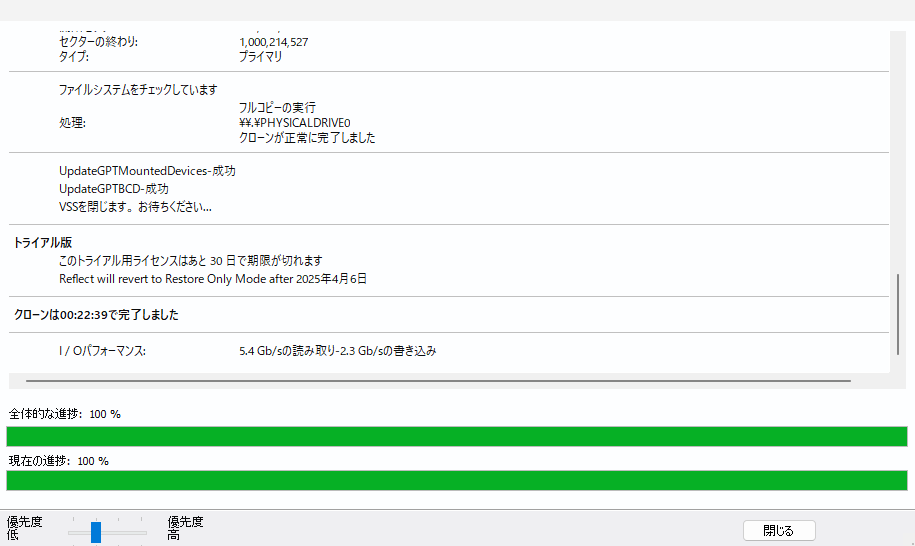 セクターの終わり: 1,000,214,527
タイプ: プライマリ
ファイルシステムをチェックしています
フルコピーの実行
処理: ¥¥.¥PHYSICALDRIVE0
クローンが正常に完了しました
UpdateGPTMountedDevices-成功
UpdateGPTBCD-成功
VSSを閉じます。お待ちください...
トライアル版
このトライアル用ライセンスはあと 30 日で期限が切れます
Reflect will revert to Restore Only Mode after 2025年4月6日
クローンは00:22:39で完了しました
I / Oパフォーマンス: 5.4 Gb/sの読み取り-2.3 Gb/sの書き込み
全体的な進捗: 100 %
現在の進捗: 100 %
優先度 優先度
低 高
閉じる